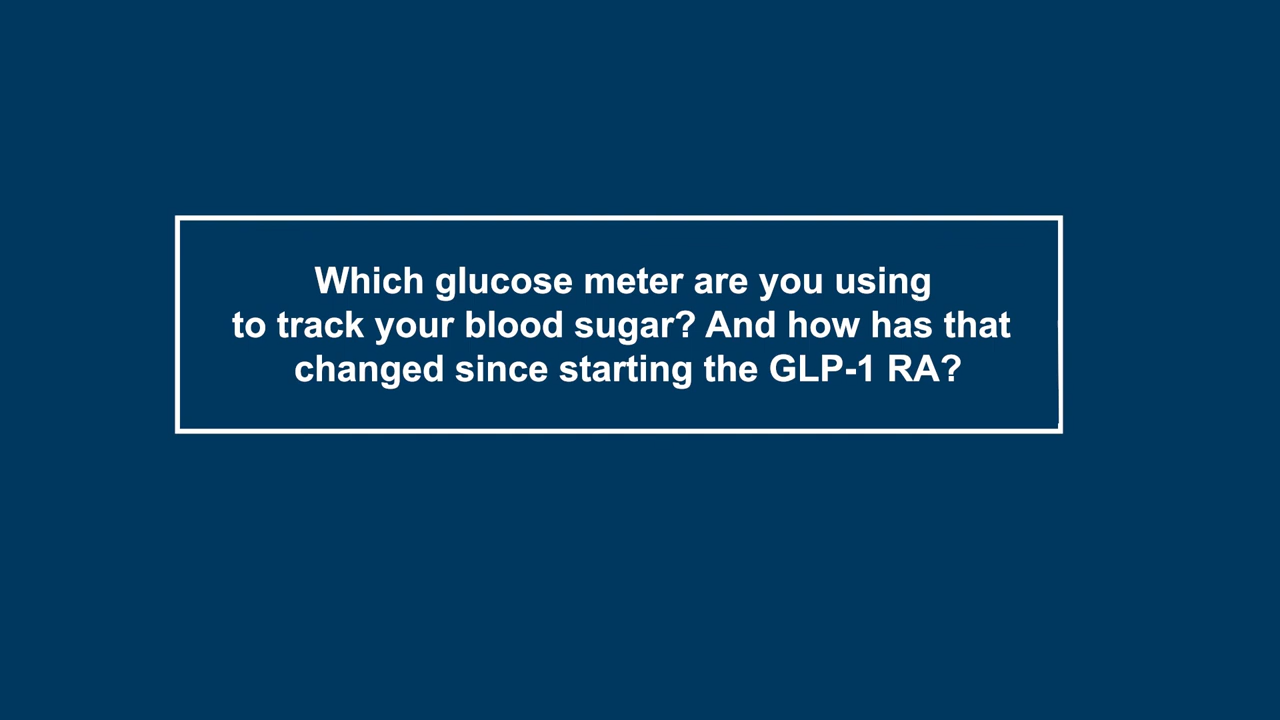 Which glucose meter are you using
to track your blood sugar? And how has that
changed since starting the GLP-1 RA?